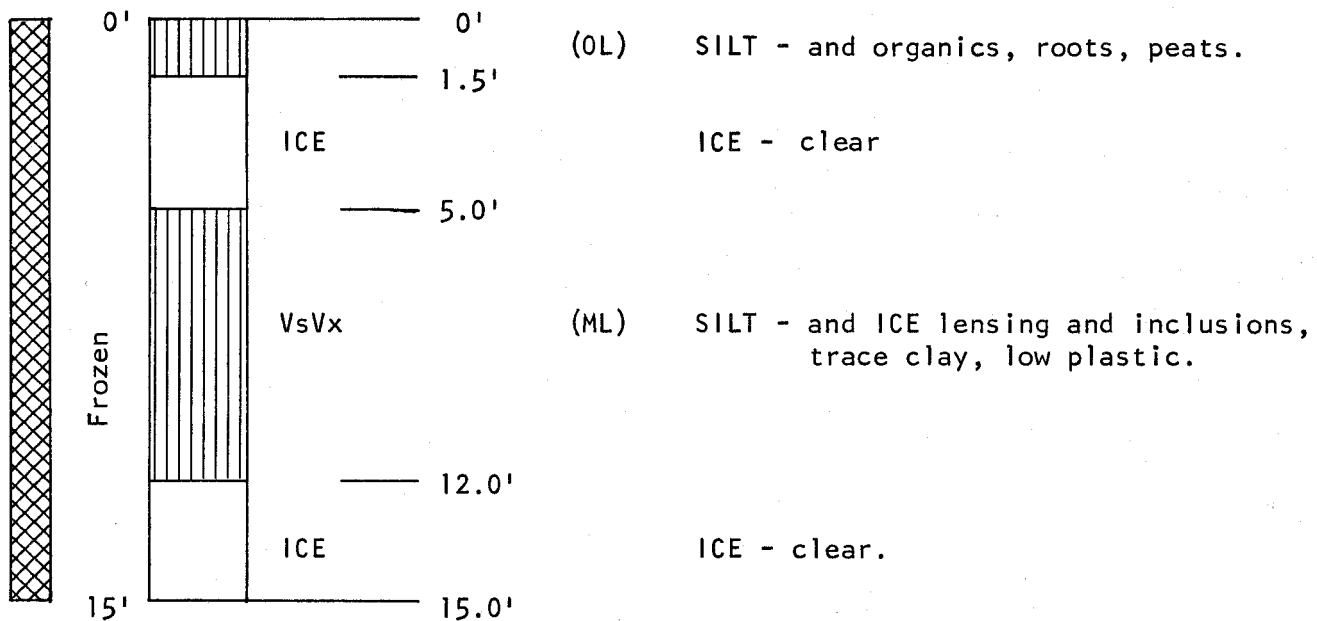 0' 0' (OL) SILT - and organics, roots, peats.
1.5'
ICE ICE - clear
5.0'
VsVx (ML) SILT - and ICE lensing and inclusions,
trace clay, low plastic.
Frozen
12.0'
ICE ICE - clear.
15' 15.0'